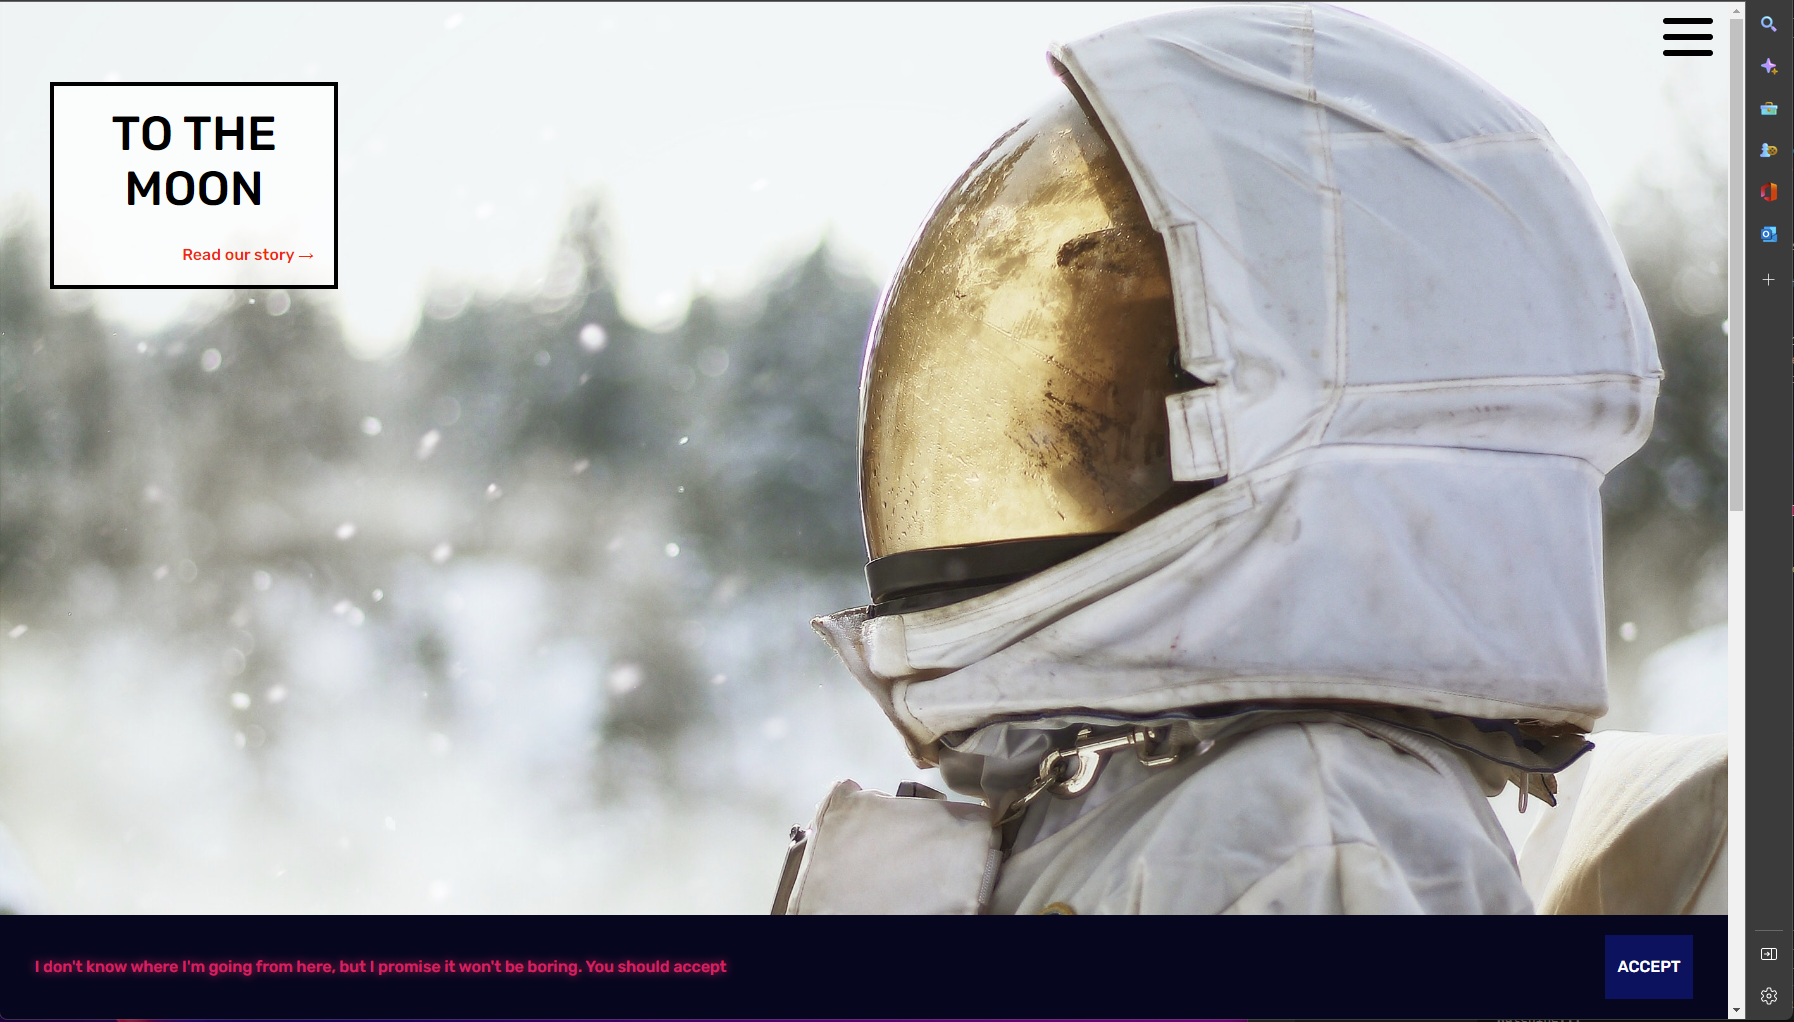 TO THE
MOON
Read our story →
I don't know where I'm going from here, but I promise it won't be boring. You should accept
ACCEPT